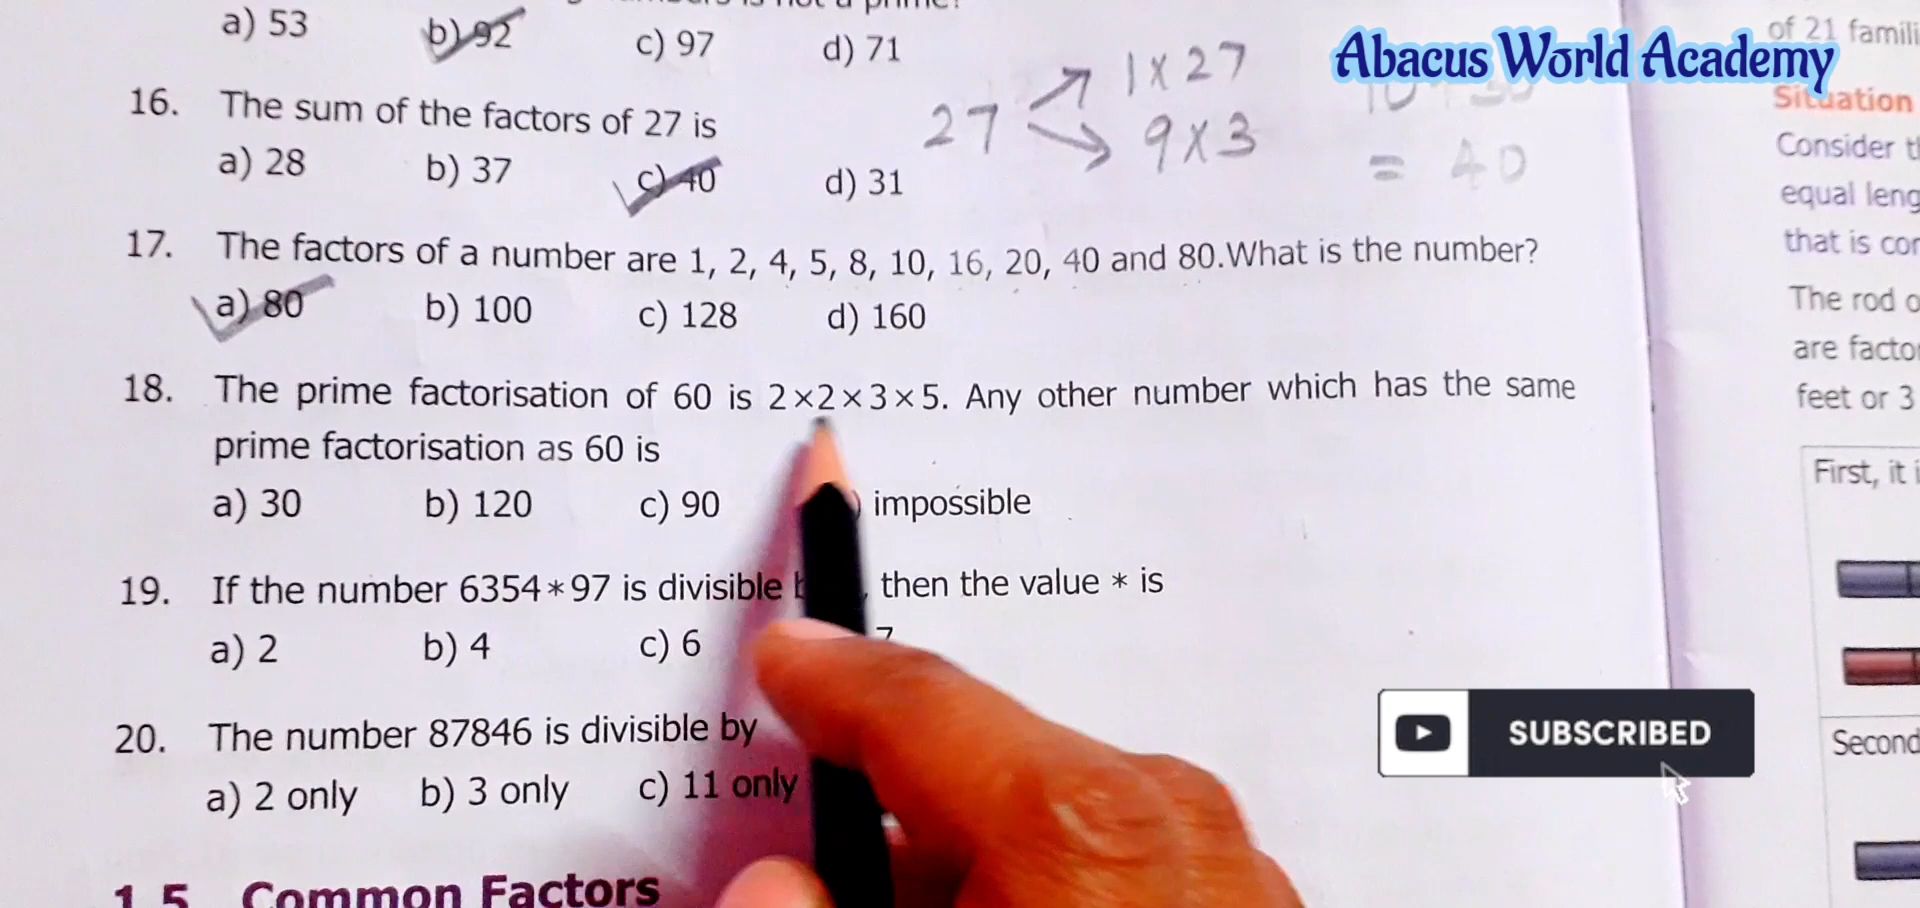 a) 53 b) 92 c) 97 d) 71
16. The sum of the factors of 27 is
a) 28 b) 37 c) 40 d) 31
27 1 x 27
9 x 3
= 40
17. The factors of a number are 1, 2, 4, 5, 8, 10, 16, 20, 40 and 80.What is the number?
a) 80 b) 100 c) 128 d) 160
18. The prime factorisation of 60 is 2×2×3×5. Any other number which has the same
prime factorisation as 60 is
a) 30 b) 120 c) 90 impossible
19. If the number 6354*97 is divisible then the value * is
a) 2 b) 4 c) 6
20. The number 87846 is divisible by
a) 2 only b) 3 only c) 11 only
1.5 Common Factors
Abacus World Academy
of 21
Situation
Consider
equal
that is
The rod
are
feet or 3
First, it
Second
SUBSCRIBED